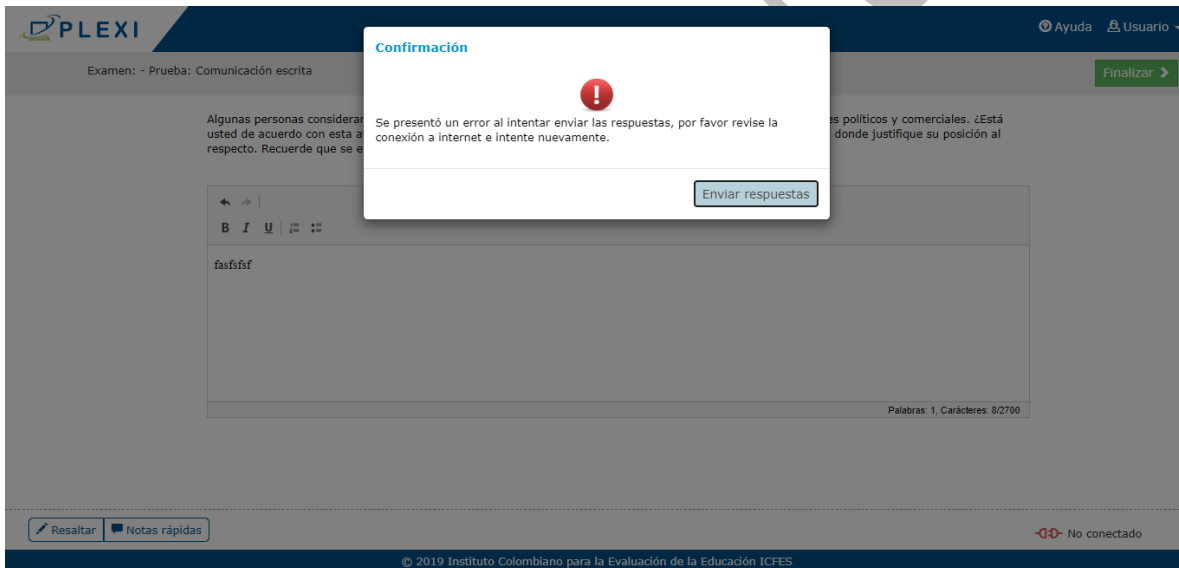 PLEXI
Ayuda
Usuario
Confirmación
Examen: - Prueba: Comunicación escrita
Finalizar
Se presentó un error al intentar enviar las respuestas, por favor revise la
conexión a internet e intente nuevamente.
Algunas personas consideran
es políticos y comerciales. ¿Está
usted de acuerdo con esta a
donde justifique su posición al
respecto. Recuerde que se e
Enviar respuestas
B I U
fasfsfsf
Palabras: 1, Carácteres: 8/2700
Resaltar
Notas rápidas
No conectado
© 2019 Instituto Colombiano para la Evaluación de la Educación ICFES